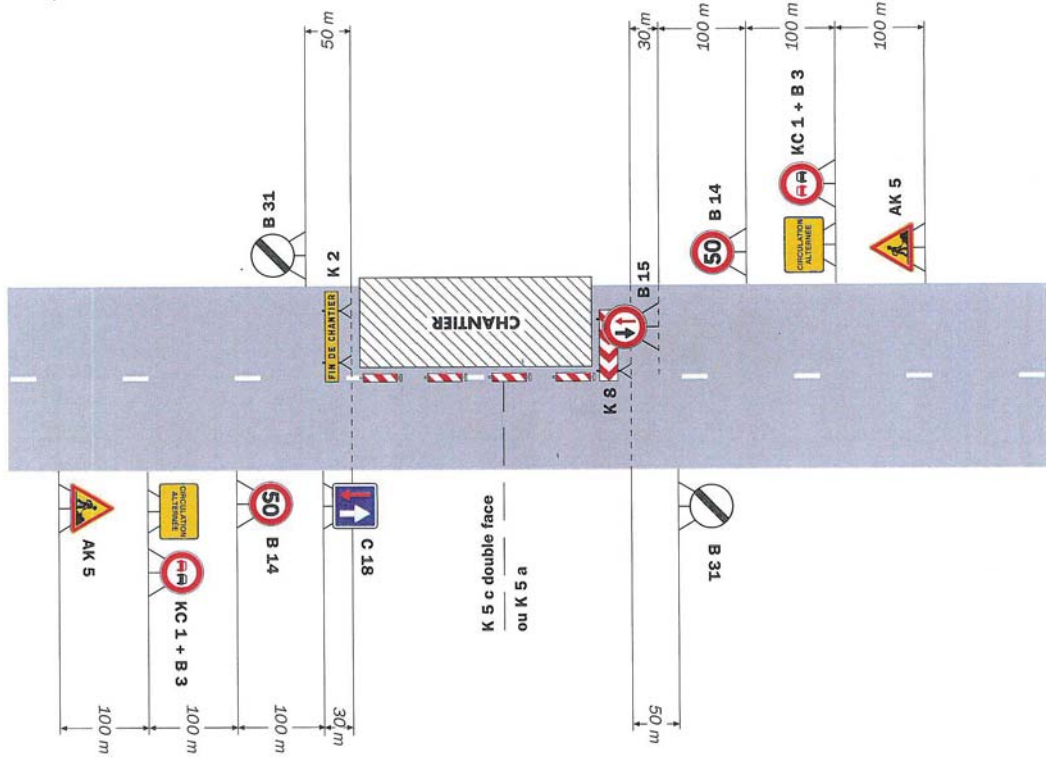 50 m
30 m
100 m
100 m
100 m
B 31
K 2
FIN DE CHANTIER
CHANTIER
B 15
K 8
B 14
50
KC 1 + B 3
CIRCULATION
ALTERNÉE
AK 5
AK 5
CIRCULATION
ALTERNÉE
KC 1 + B 3
50
B 14
C 18
K 5 c double face
ou K 5 a
B 31
100 m
100 m
100 m
30 m
50 m